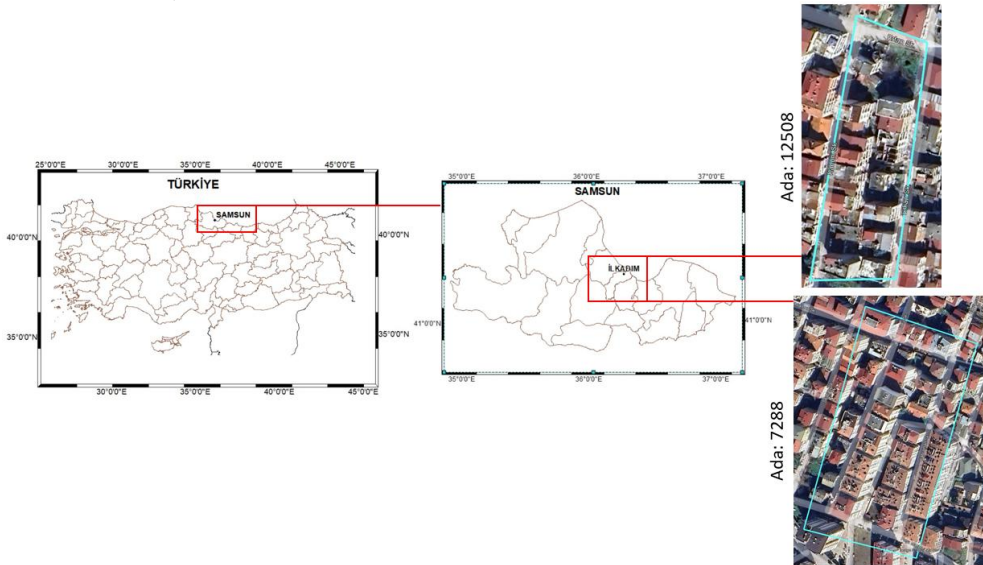 25°0'0"E
30°0'0"E
35°0'0"E
40°0'0"E
45°0'0"E
TÜRKİYE
SAMSUN
40°0'0"N
40°0'0"N
35°0'0"N
35°0'0"N
30°0'0"E
35°0'0"E
40°0'0"E
45°0'0"E
35°0'0"E
36°0'0"E
37°0'0"E
SAMSUN
İLKADIM
41°0'0"N
41°0'0"N
35°0'0"E
36°0'0"E
37°0'0"E
Ada: 12508
Ada: 7288